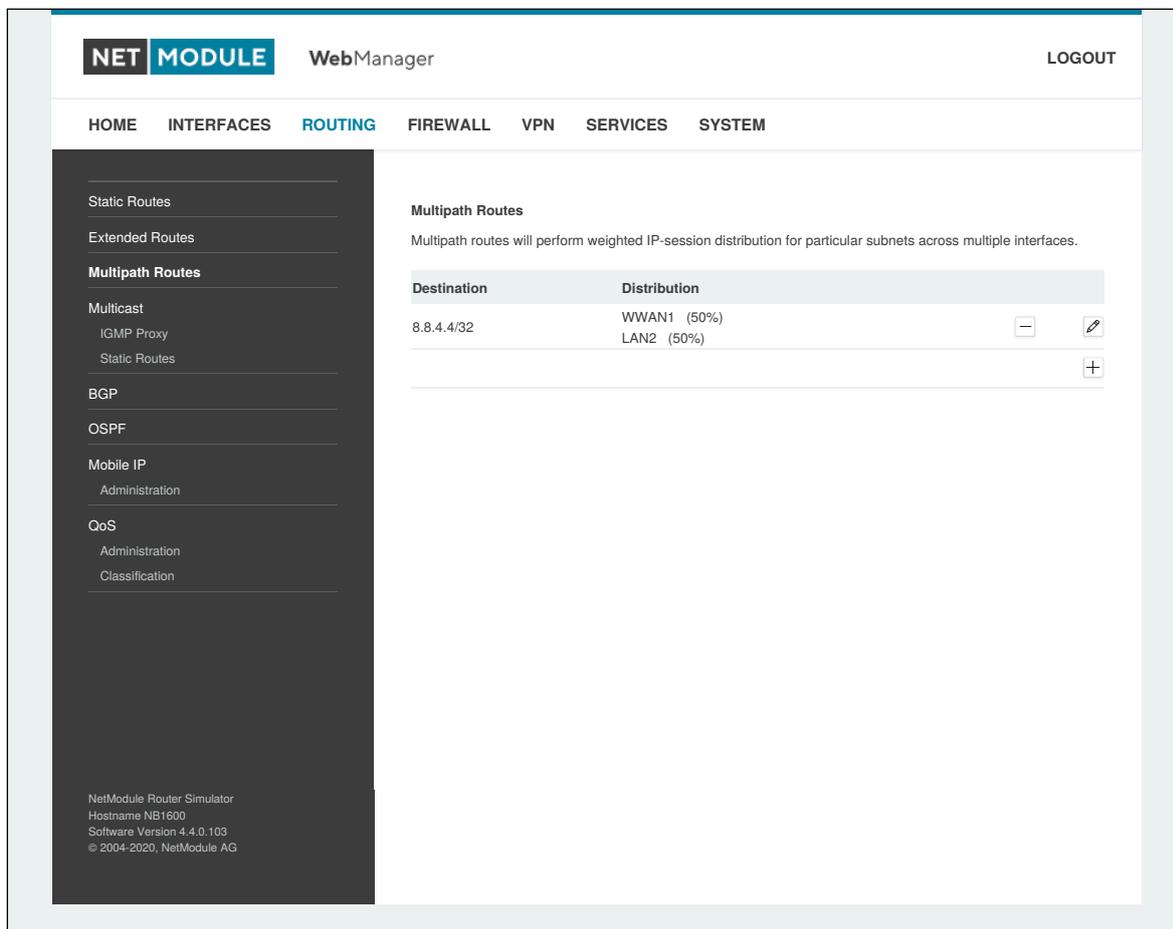 NET MODULE WebManager LOGOUT
HOME INTERFACES ROUTING FIREWALL VPN SERVICES SYSTEM
Static Routes
Extended Routes
Multipath Routes
Multicast
IGMP Proxy
Static Routes
BGP
OSPF
Mobile IP
Administration
QoS
Administration
Classification
NetModule Router Simulator
Hostname NB1600
Software Version 4.4.0.103
© 2004-2020, NetModule AG
Multipath Routes
Multipath routes will perform weighted IP-session distribution for particular subnets across multiple interfaces.
Destination Distribution
8.8.4.4/32 WWAN1 (50%)
LAN2 (50%)